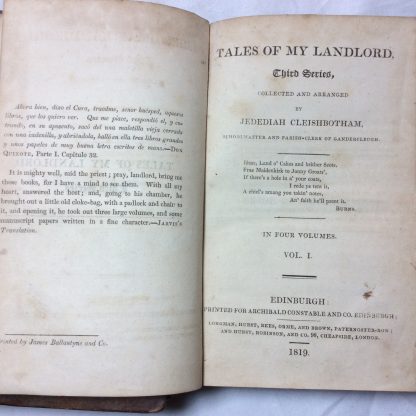 Ahora bien, dixo el Cura, traedme, senor huésped, aquesos
libros, que los quiero ver. Que me place, respondió el, y en-
trando, en su aposento, sacó dél una maletilla vieja cerrada
con una cadenilla, y abriéndola, halló en ella tres libros grandes
y unos papeles de muy buena letra escritos de mano.—DON
QUIXOTE, Parte I. Capitulo 32.
It is mighty well, said the priest; pray, landlord, bring me
those books, for I have a mind to see them. With all my
heart, answered the host; and, going to his chamber, he
brought out a little old cloke-bag, with a padlock and chain to
it, and opening it, he took out three large volumes, and some
manuscript papers written in a fine character.—JARVIS'S
Translation.
Printed by James Ballantyne and Co.
TALES OF MY LANDLORD,
Third Series,
COLLECTED AND ARRANGED
BY
JEDEDIAH CLEISHBOTHAM,
SCHOOLMASTER AND PARISH-CLERK OF GANDERCLEUGH.
Hear, Land o' Cakes and brither Scots,
Frae Maidenkirk to Jonny Groats',
If there's a hole in a' your coats,
I rede ye tent it,
A chiel's amang you takin' notes,
An' faith he'll prent it.
BURNS.
IN FOUR VOLUMES.
VOL. I.
EDINBURGH:
PRINTED FOR ARCHIBALD CONSTABLE AND CO. EDINBURGH;
LONGMAN, HURST, REES, ORME, AND BROWN, PATERNOSTER-ROW;
AND HURST, ROBINSON, AND CO. 90, CHEAPSIDE, LONDON.
1819.